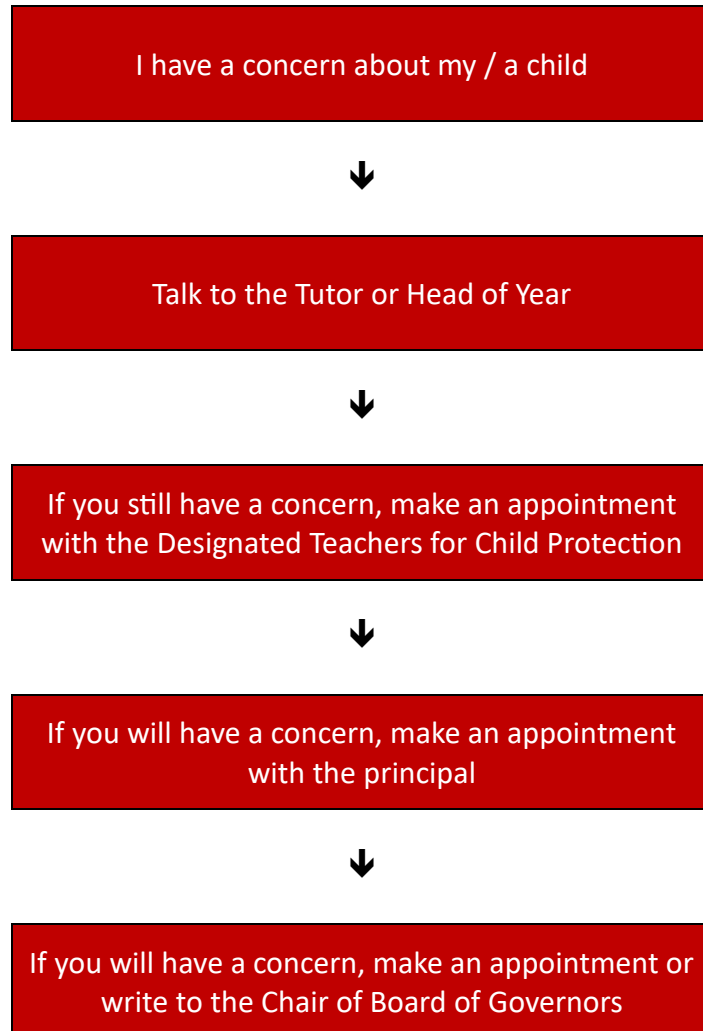 I have a concern about my / a child
Talk to the Tutor or Head of Year
If you still have a concern, make an appointment
with the Designated Teachers for Child Protection
If you will have a concern, make an appointment
with the principal
If you will have a concern, make an appointment or
write to the Chair of Board of Governors